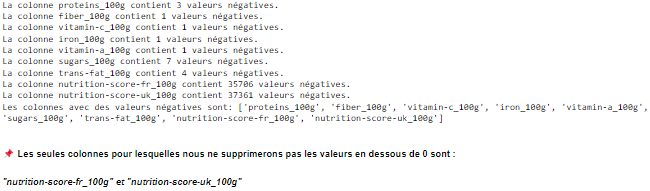 La colonne proteins_100g contient 3 valeurs négatives.
La colonne fiber_100g contient 1 valeurs négatives.
La colonne vitamin-c_100g contient 1 valeurs négatives.
La colonne iron_100g contient 1 valeurs négatives.
La colonne vitamin-a_100g contient 1 valeurs négatives.
La colonne sugars_100g contient 7 valeurs négatives.
La colonne trans-fat_100g contient 4 valeurs négatives.
La colonne nutrition-score-fr_100g contient 35706 valeurs négatives.
La colonne nutrition-score-uk_100g contient 37361 valeurs négatives.
Les colonnes avec des valeurs négatives sont: ['proteins_100g', 'fiber_100g', 'vitamin-c_100g', 'iron_100g', 'vitamin-a_100g',
'sugars_100g', 'trans-fat_100g', 'nutrition-score-fr_100g', 'nutrition-score-uk_100g']
📌 Les seules colonnes pour lesquelles nous ne supprimerons pas les valeurs en dessous de 0 sont :
"nutrition-score-fr_100g" et "nutrition-score-uk_100g"